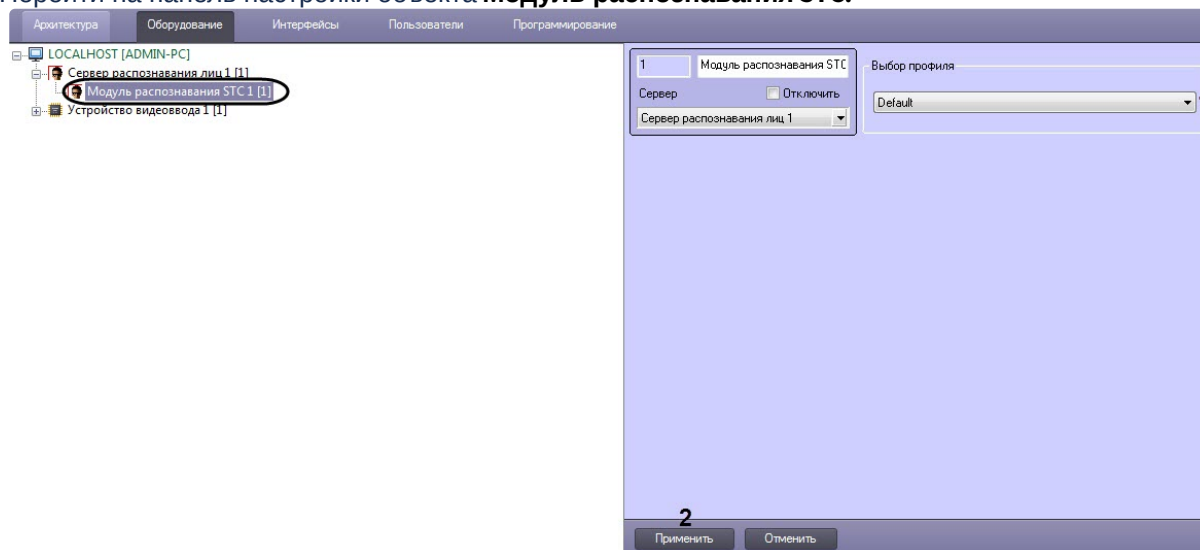 Перейти на панель настройки объекта Модуль распознавания STC.
Архитектура Оборудование Интерфейсы Пользователи Программирование
LOCALHOST [ADMIN-PC]
Сервер распознавания лиц 1 [1]
Модуль распознавания STC 1 [1]
Устройство видеоввода 1 [1]
1 Модуль распознавания STC
Сервер Отключить
Сервер распознавания лиц 1
Выбор профиля
Default
2
Применить Отменить